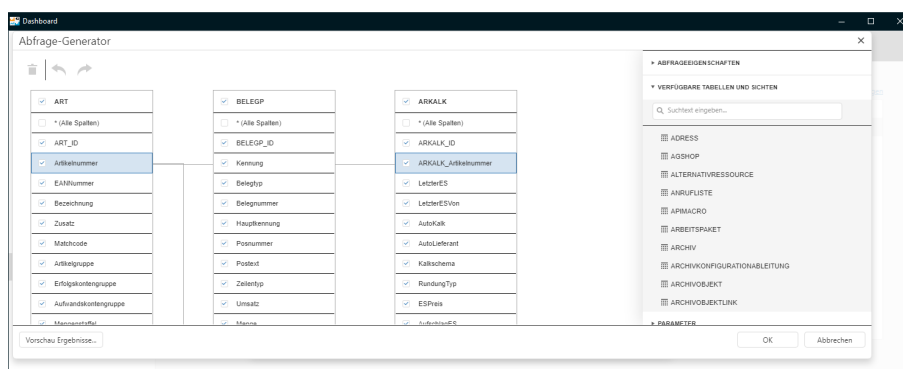 Dashboard
Abfrage-Generator
ART
* (Alle Spalten)
ART_ID
Artikelnummer
EANNummer
Bezeichnung
Zusatz
Matchcode
Artikelgruppe
Erfolgskontengruppe
Aufwandskontengruppe
Mengenstaffel
BELEGP
* (Alle Spalten)
BELEGP_ID
Kennung
Belegtyp
Belegnummer
Hauptkennung
Posnummer
Postext
Zeilentyp
Umsatz
Menge
ARKALK
* (Alle Spalten)
ARKALK_ID
ARKALK_Artikelnummer
LetzterES
LetzterESVon
AutoKalk
AutoLieferant
Kalkschema
RundungTyp
ESPreis
AufschlagES
ABFRAGEEIGENSCHAFTEN
VERFÜGBARE TABELLEN UND SICHTEN
Suchtext eingeben...
ADRESS
AGSHOP
ALTERNATIVRESSOURCE
ANRUFLISTE
APIMACRO
ARBEITSPAKET
ARCHIV
ARCHIVKONFIGURATIONABLEITUNG
ARCHIVOBJEKT
ARCHIVOBJEKTLINK
PARAMETER
Vorschau Ergebnisse...
OK
Abbrechen